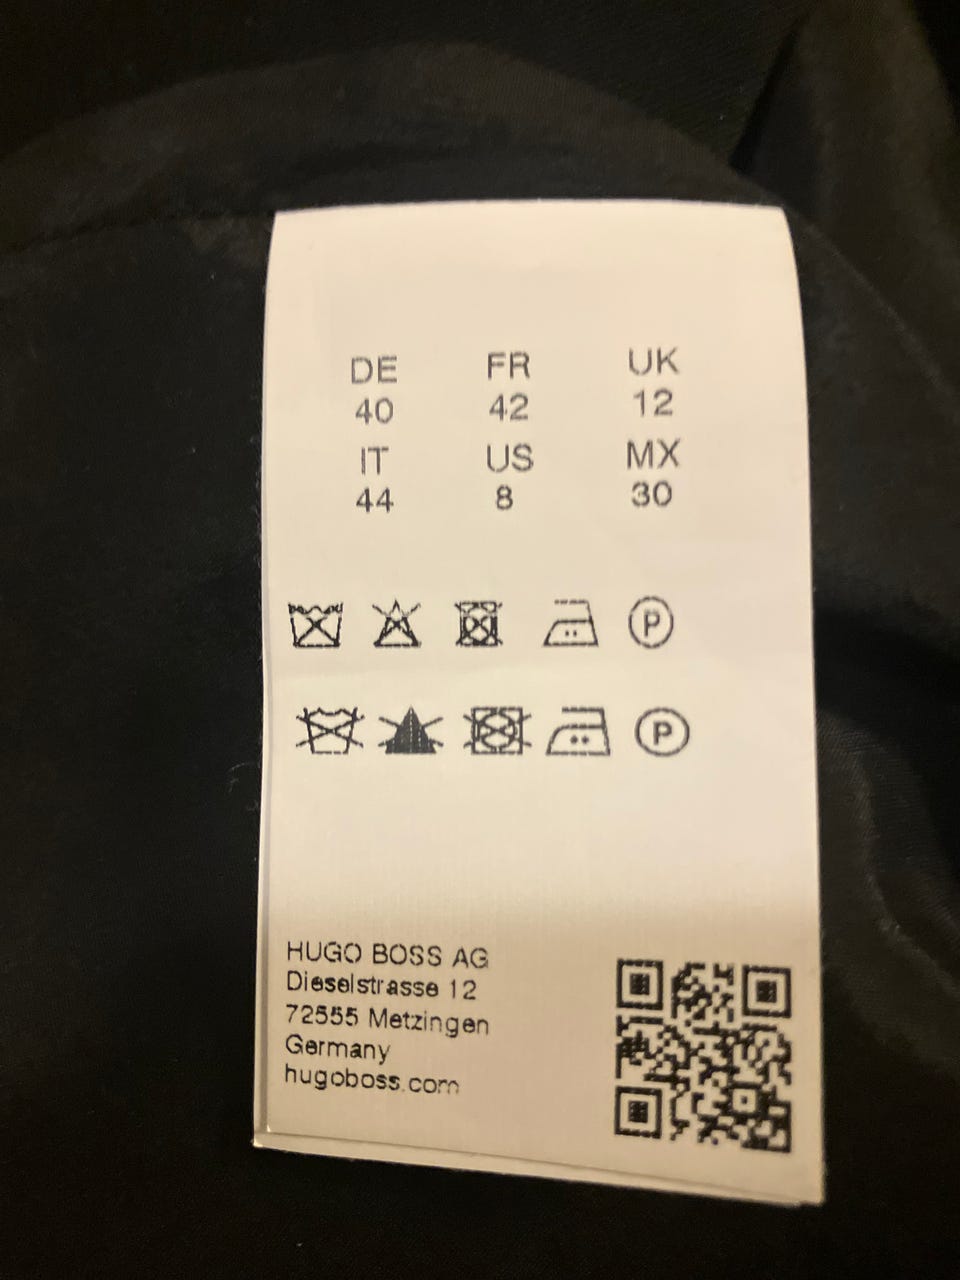 DE FR UK
40 42 12
IT US MX
44 8 30
P
P
HUGO BOSS AG
Dieselstrasse 12
72555 Metzingen
Germany
hugoboss.com